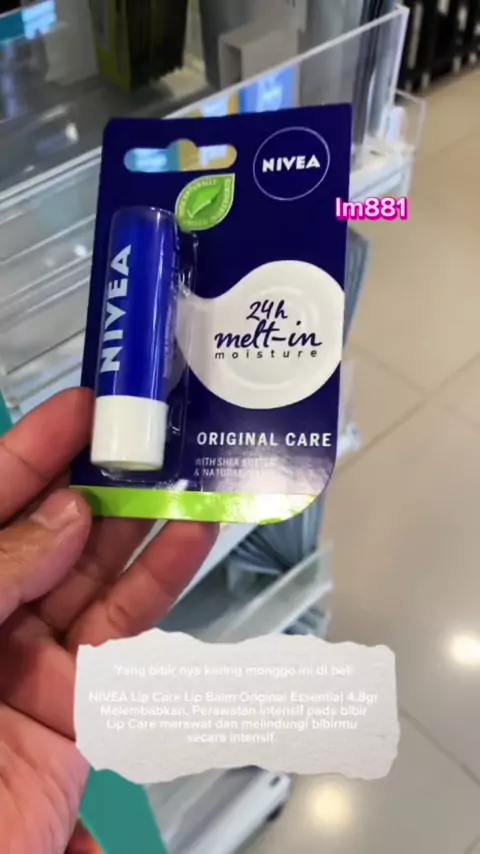 NIVEA
lm881
NIVEA
24h
melt-in
moisture
ORIGINAL CARE
WITH SHEA BUTTER
& NATURAL
Yang bibir nya kering monggo ini di beli
NIVEA Lip Care Lip Balm Original Essential 4.8gr
Melembabkan, Perawatan intensif pada bibir
Lip Care merawat dan melindungi bibirmu
secara intensif.